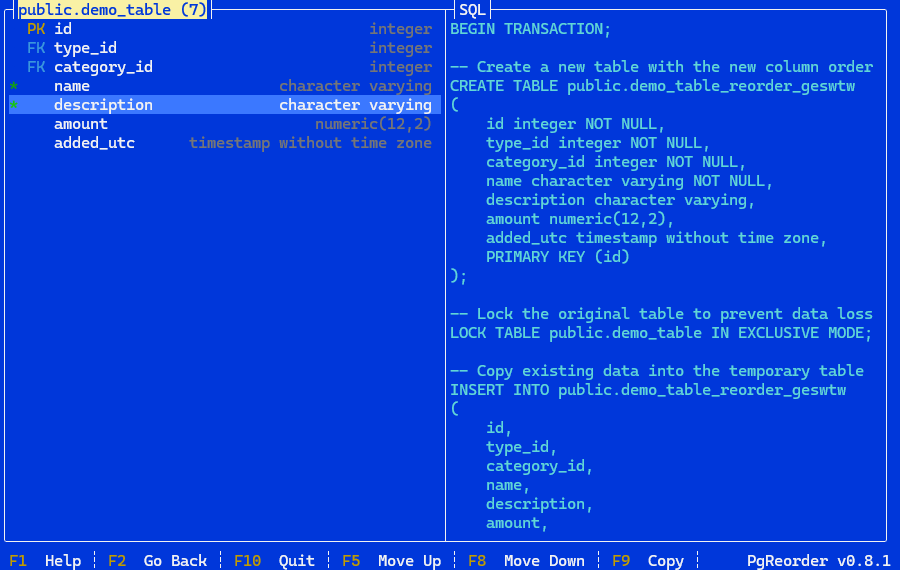 public.demo_table (7)
PK id integer
FK type_id integer
FK category_id integer
* name character varying
* description character varying
amount numeric(12,2)
added_utc timestamp without time zone
SQL
BEGIN TRANSACTION;
-- Create a new table with the new column order
CREATE TABLE public.demo_table_reorder_geswtw
(
id integer NOT NULL,
type_id integer NOT NULL,
category_id integer NOT NULL,
name character varying NOT NULL,
description character varying,
amount numeric(12,2),
added_utc timestamp without time zone,
PRIMARY KEY (id)
);
-- Lock the original table to prevent data loss
LOCK TABLE public.demo_table IN EXCLUSIVE MODE;
-- Copy existing data into the temporary table
INSERT INTO public.demo_table_reorder_geswtw
(
id,
type_id,
category_id,
name,
description,
amount,
F1 Help F2 Go Back F10 Quit F5 Move Up F8 Move Down F9 Copy PgReorder v0.8.1